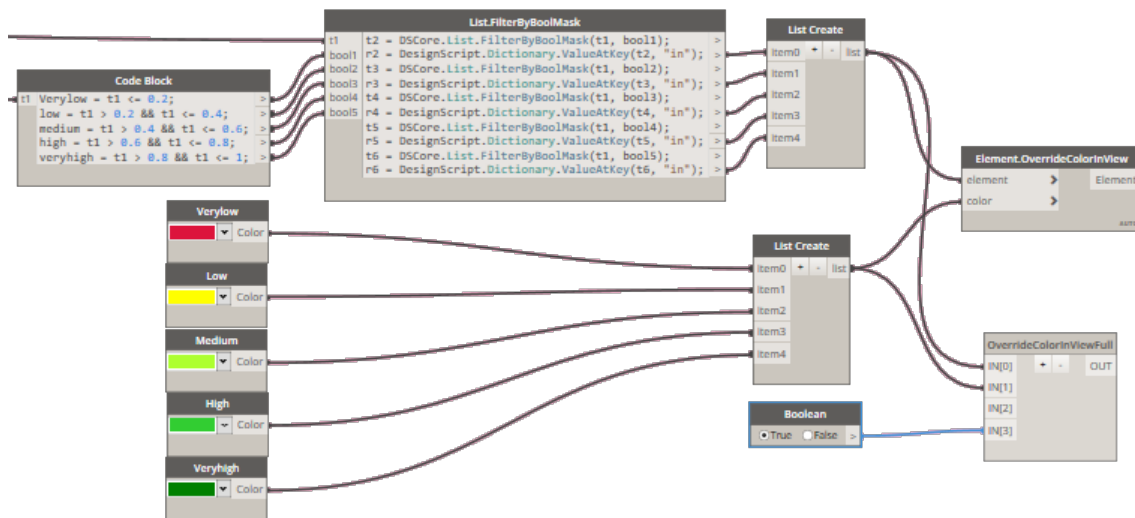 List.FilterByBoolMask
t1
bool1
bool2
bool3
bool4
bool5
t2 = DSCore.List.FilterByBoolMask(t1, bool1); >
r2 = DesignScript.Dictionary.ValueAtKey(t2, "in"); >
t3 = DSCore.List.FilterByBoolMask(t1, bool2); >
r3 = DesignScript.Dictionary.ValueAtKey(t3, "in"); >
t4 = DSCore.List.FilterByBoolMask(t1, bool3); >
r4 = DesignScript.Dictionary.ValueAtKey(t4, "in"); >
t5 = DSCore.List.FilterByBoolMask(t1, bool4); >
r5 = DesignScript.Dictionary.ValueAtKey(t5, "in"); >
t6 = DSCore.List.FilterByBoolMask(t1, bool5); >
r6 = DesignScript.Dictionary.ValueAtKey(t6, "in"); >
List Create
Item0 + - list
Item1
Item2
Item3
Item4
Code Block
t1 Verylow = t1 <= 0.2; >
low = t1 > 0.2 && t1 <= 0.4; >
medium = t1 > 0.4 && t1 <= 0.6; >
high = t1 > 0.6 && t1 <= 0.8; >
veryhigh = t1 > 0.8 && t1 <= 1; >
Element.OverrideColorInView
element > Element
color >
Verylow
Color
Low
Color
Medium
Color
High
Color
Veryhigh
Color
List Create
Item0 + - list
Item1
Item2
Item3
Item4
OverrideColorInViewFull
IN[0] + - OUT
IN[1]
IN[2]
IN[3]
Boolean
True False >